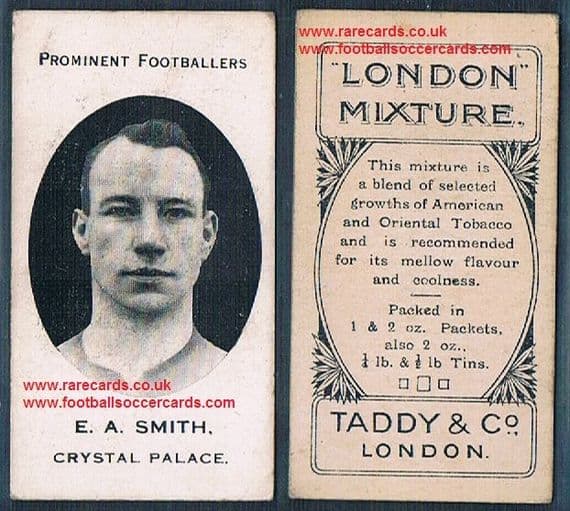 PROMINENT FOOTBALLERS
www.rarecards.co.uk
www.footballsoccercards.com
E. A. SMITH,
CRYSTAL PALACE.
www.rarecards.co.uk
www.footballsoccercards.com
"LONDON"
MIXTURE.
This mixture is
a blend of selected
growths of American
and Oriental Tobacco
and is recommended
for its mellow flavour
and coolness.
Packed in
1 & 2 oz. Packets,
also 2 oz.,
¼ lb. & ½ lb Tins.
TADDY & Co.
LONDON.